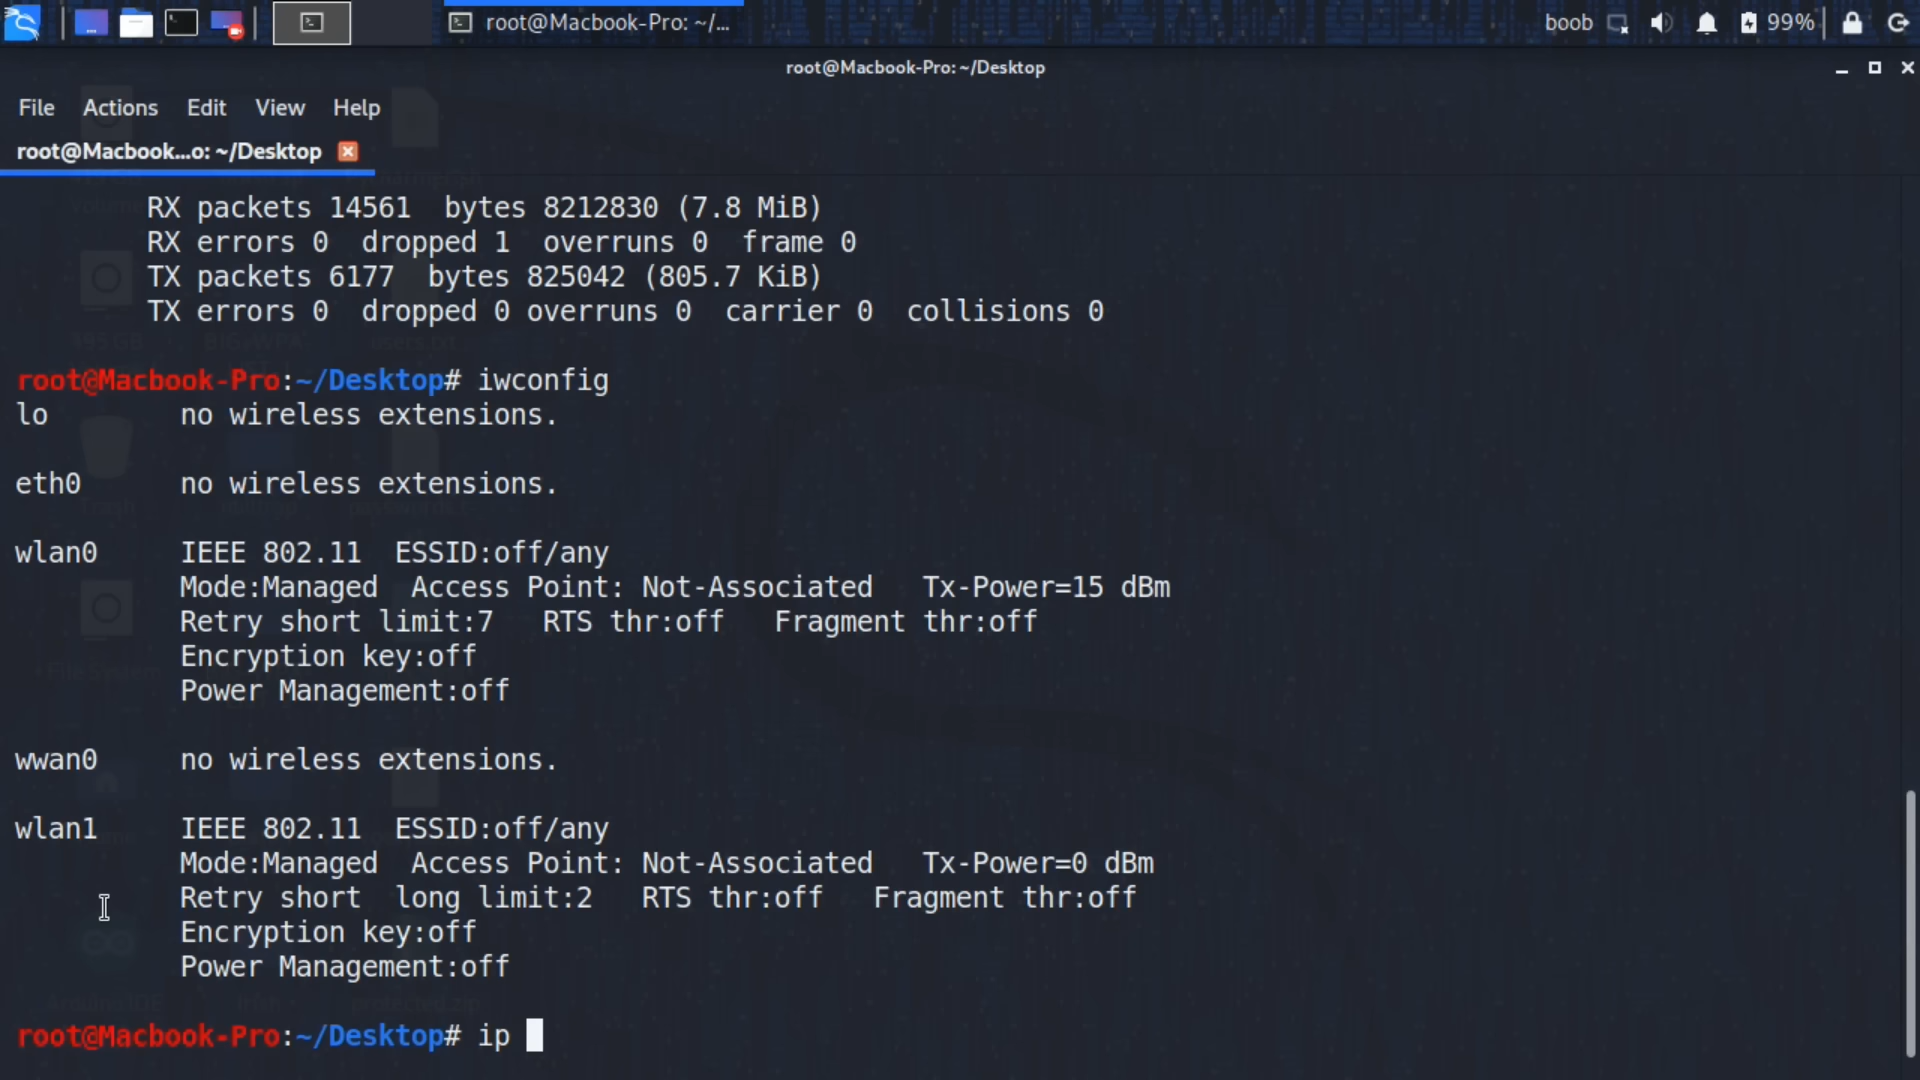 root@Macbook-Pro: ~/...
boob
99%
root@Macbook-Pro: ~/Desktop
File Actions Edit View Help
root@Macbook...o: ~/Desktop
RX packets 14561  bytes 8212830 (7.8 MiB)
RX errors 0  dropped 1  overruns 0  frame 0
TX packets 6177  bytes 825042 (805.7 KiB)
TX errors 0  dropped 0 overruns 0  carrier 0  collisions 0
root@Macbook-Pro:~/Desktop# iwconfig
lo        no wireless extensions.
eth0      no wireless extensions.
wlan0     IEEE 802.11  ESSID:off/any
Mode:Managed  Access Point: Not-Associated   Tx-Power=15 dBm
Retry short limit:7   RTS thr:off   Fragment thr:off
Encryption key:off
Power Management:off
wwan0     no wireless extensions.
wlan1     IEEE 802.11  ESSID:off/any
Mode:Managed  Access Point: Not-Associated   Tx-Power=0 dBm
Retry short  long limit:2   RTS thr:off   Fragment thr:off
Encryption key:off
Power Management:off
root@Macbook-Pro:~/Desktop# ip